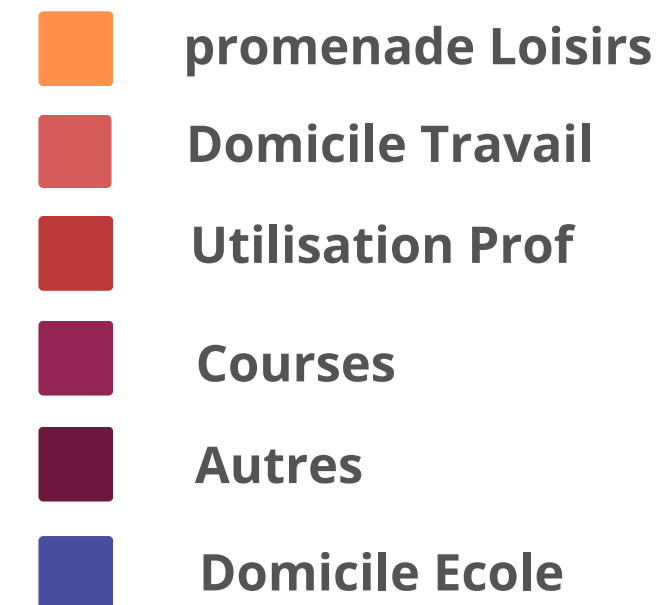 promenade Loisirs
Domicile Travail
Utilisation Prof
Courses
Autres
Domicile Ecole